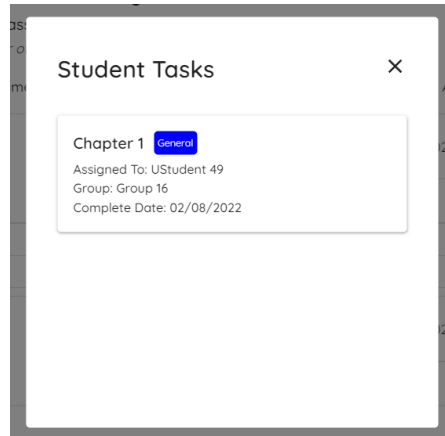 Student Tasks
Chapter 1 General
Assigned To: UStudent 49
Group: Group 16
Complete Date: 02/08/2022